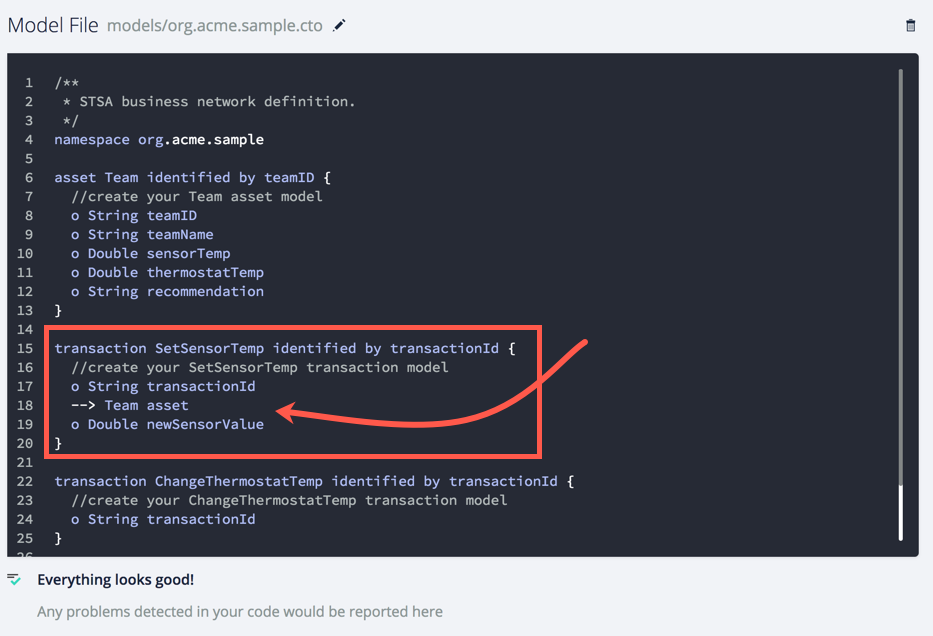 Model File models/org.acme.sample.cto
1 /**
2  * STSA business network definition.
3  */
4 namespace org.acme.sample
5
6 asset Team identified by teamID {
7   //create your Team asset model
8   o String teamID
9   o String teamName
10   o Double sensorTemp
11   o Double thermostatTemp
12   o String recommendation
13 }
14
15 transaction SetSensorTemp identified by transactionId {
16   //create your SetSensorTemp transaction model
17   o String transactionId
18   --> Team asset
19   o Double newSensorValue
20 }
21
22 transaction ChangeThermostatTemp identified by transactionId {
23   //create your ChangeThermostatTemp transaction model
24   o String transactionId
25 }
26
Everything looks good!
Any problems detected in your code would be reported here